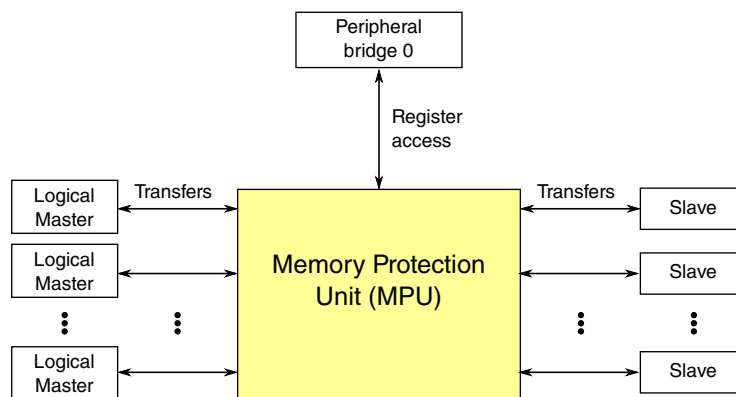 Peripheral
bridge 0
Register
access
Logical
Master
Transfers
Transfers
Slave
Logical
Master
Memory Protection
Unit (MPU)
Slave
Logical
Master
Slave